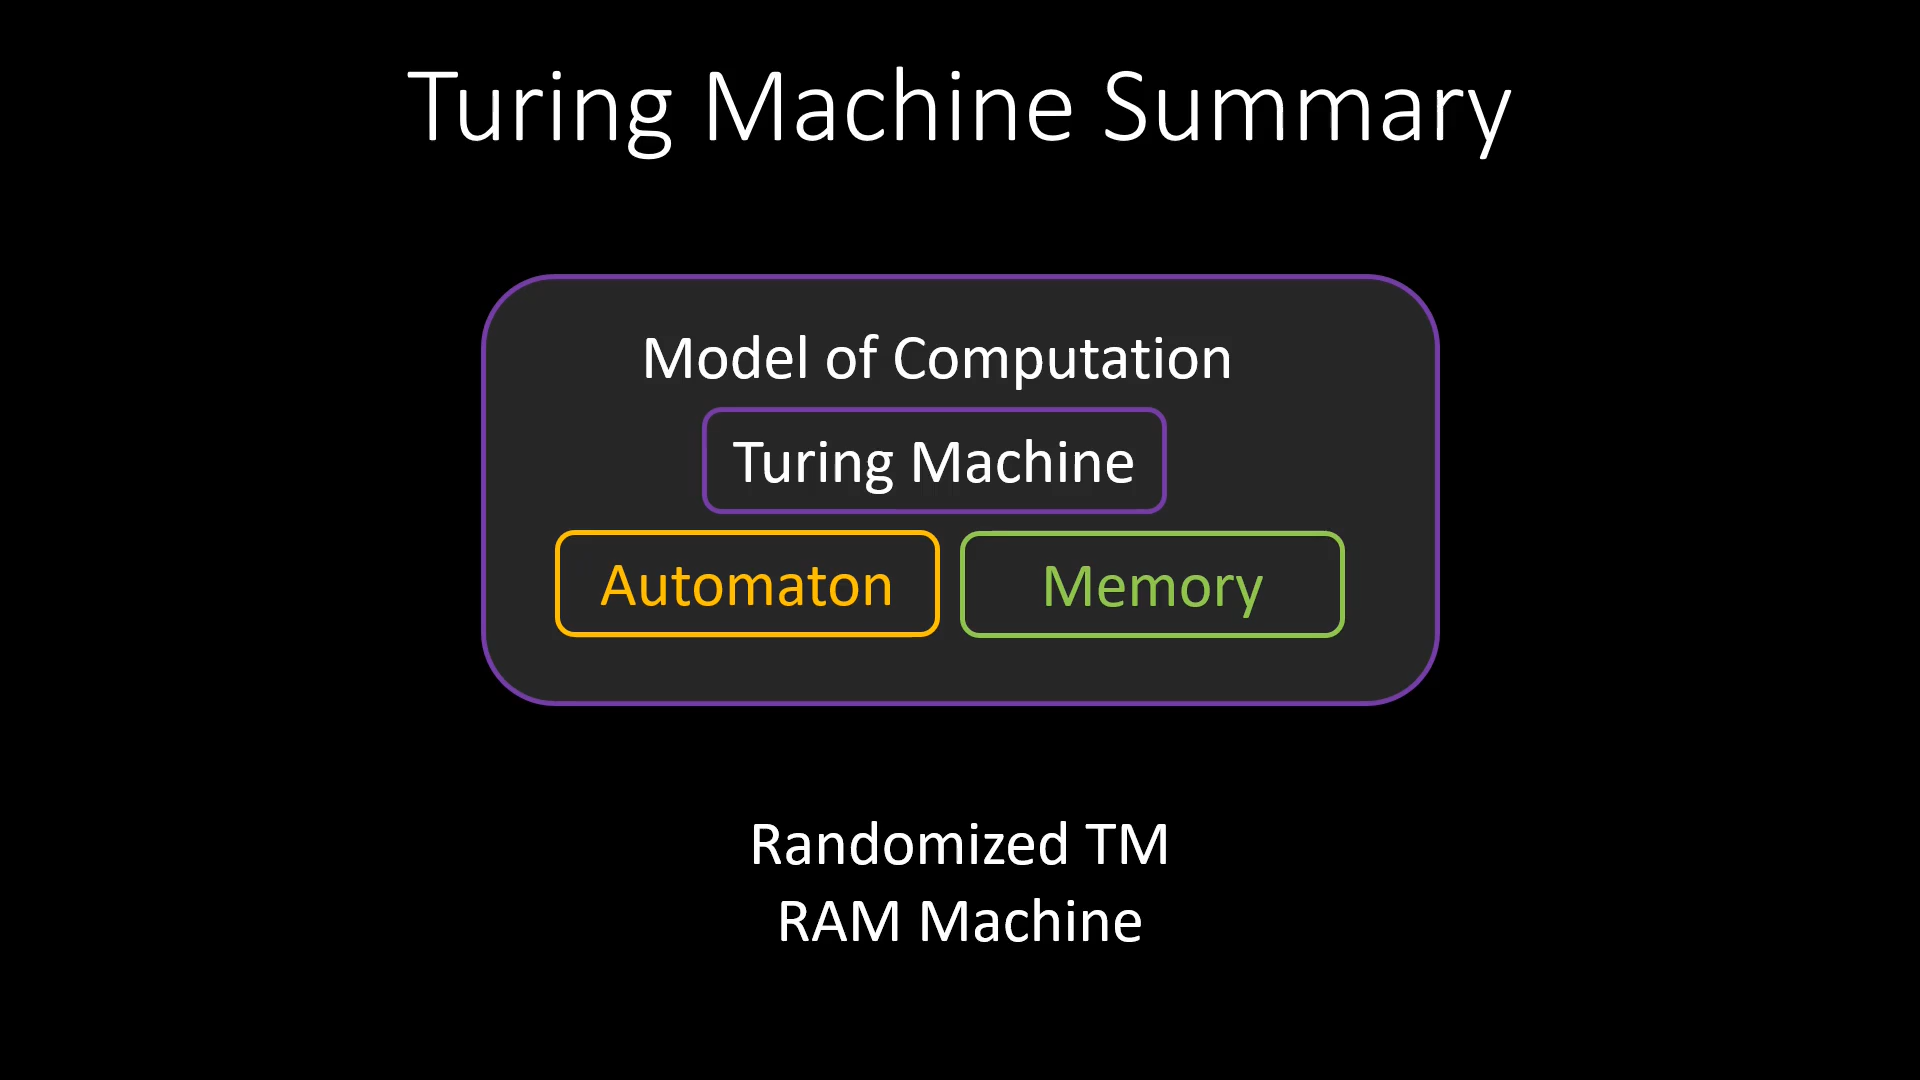 Turing Machine Summary
Model of Computation
Turing Machine
Automaton
Memory
Randomized TM
RAM Machine